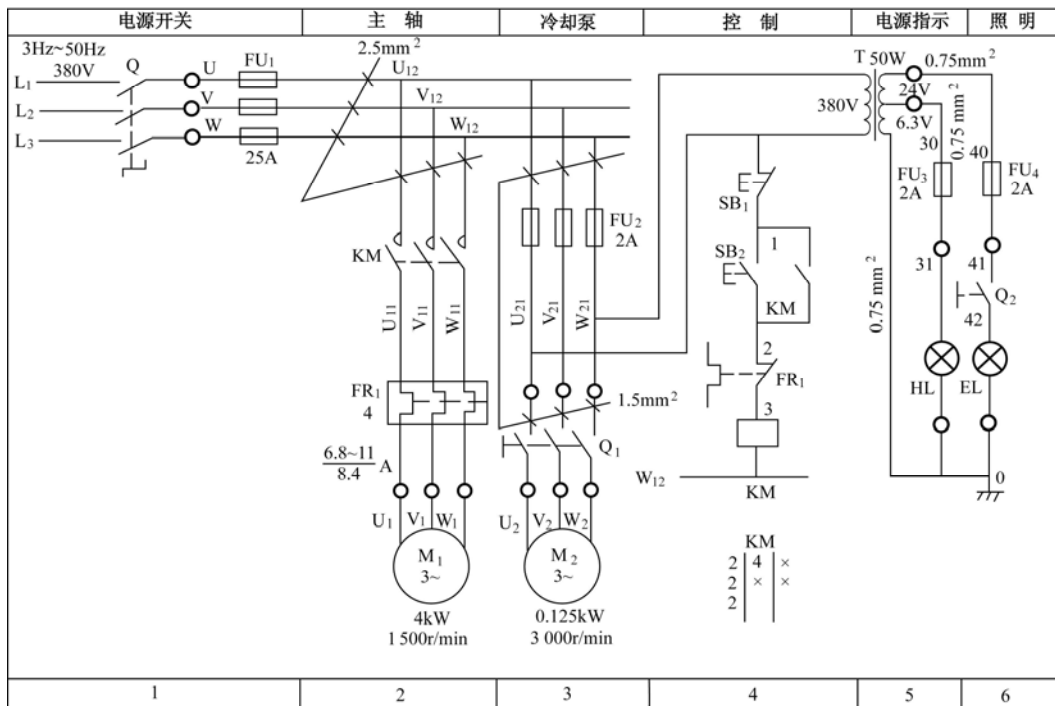 电源开关 主 轴 冷却泵 控 制 电源指示 照 明
3Hz~50Hz
380V
Q
U
FU1
2.5mm2
U12
L1
V
V12
L2
W
W12
L3
25A
T 50W
0.75mm2
24V
380V
6.3V
30
0.75 mm2
40
FU3
2A
FU4
2A
SB1
FU2
2A
1
KM
SB2
31
41
Q2
KM
42
U11
V11
W11
U21
V21
W21
0.75 mm2
2
FR1
4
FR1
HL
EL
1.5mm2
3
6.8~11
8.4
A
Q1
W12
KM
0
U1
V1
W1
U2
V2
W2
M1
3~
M2
3~
KM
2 4 ×
2 × ×
2
4kW
1 500r/min
0.125kW
3 000r/min
1 2 3 4 5 6